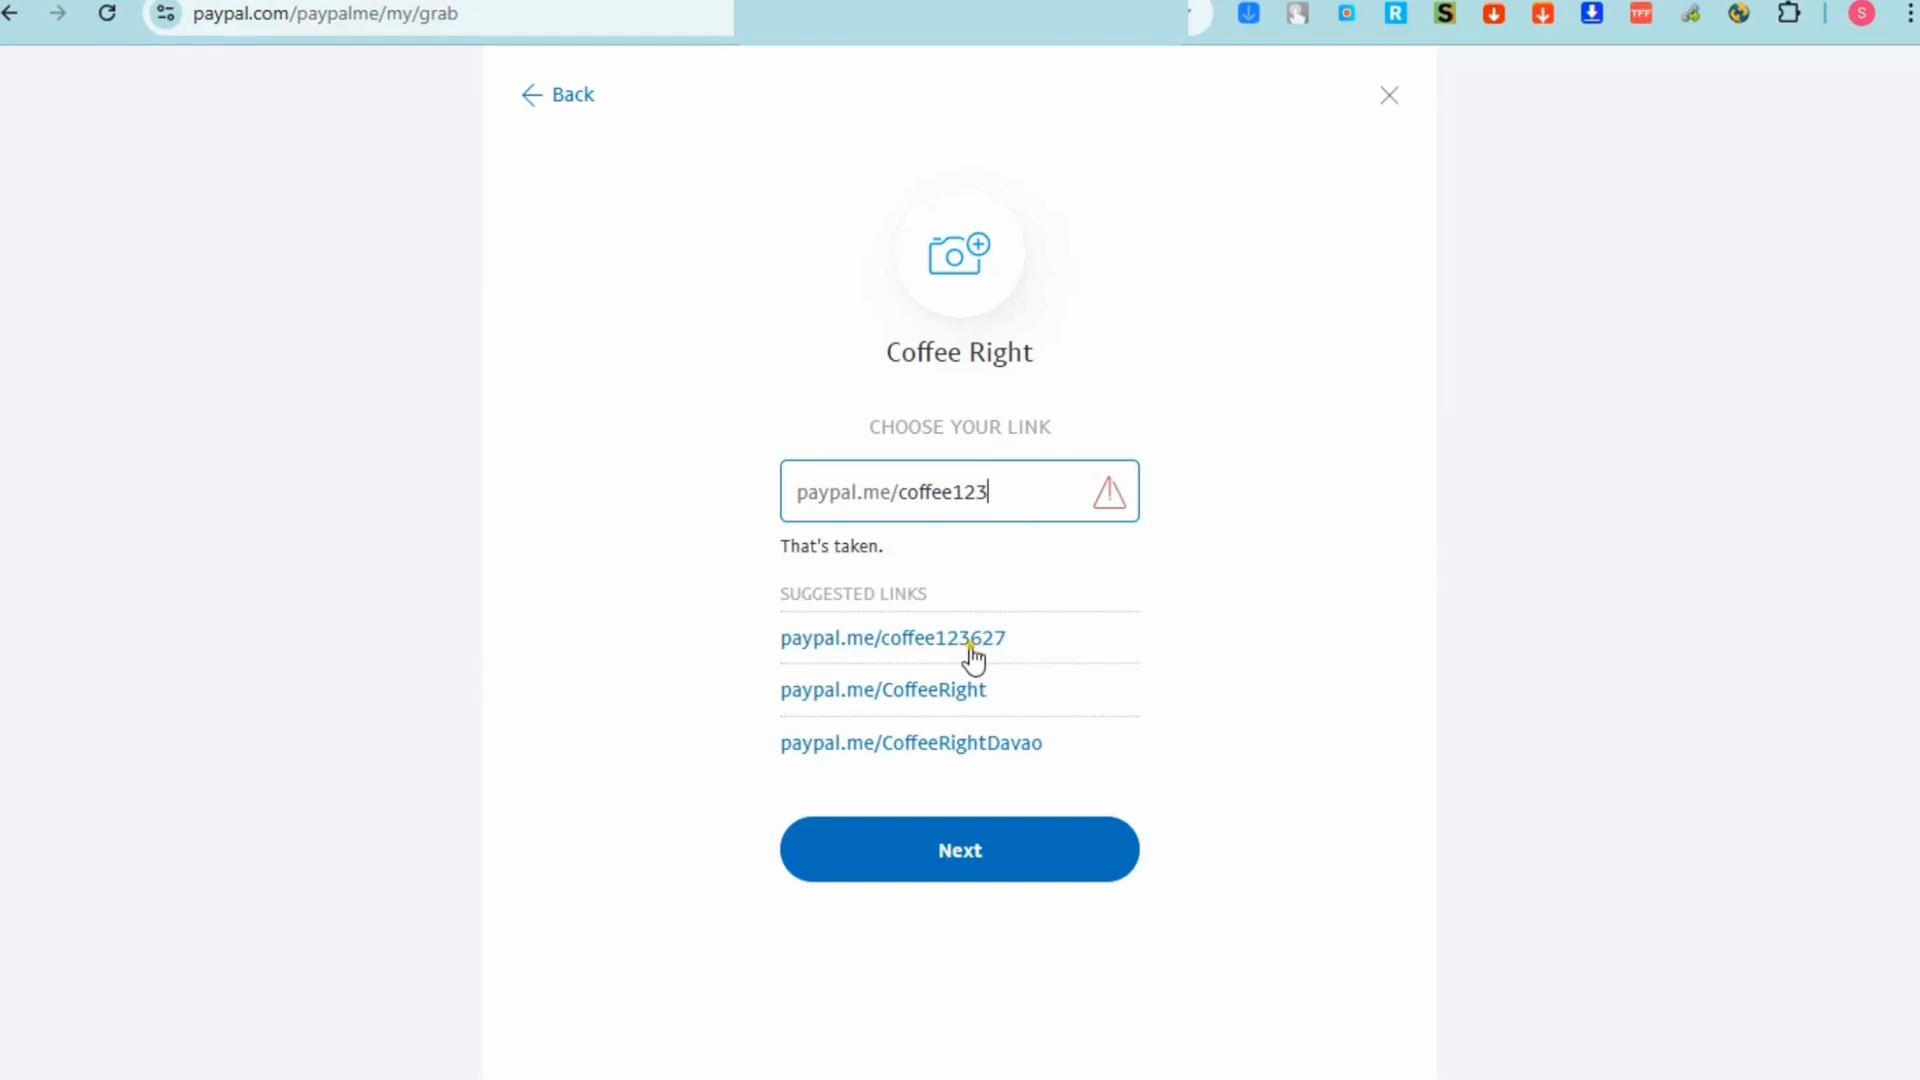 paypal.com/paypalme/my/grab
R
S
TFF
S
Back
Coffee Right
CHOOSE YOUR LINK
paypal.me/coffee123
That's taken.
SUGGESTED LINKS
paypal.me/coffee123627
paypal.me/CoffeeRight
paypal.me/CoffeeRightDavao
Next